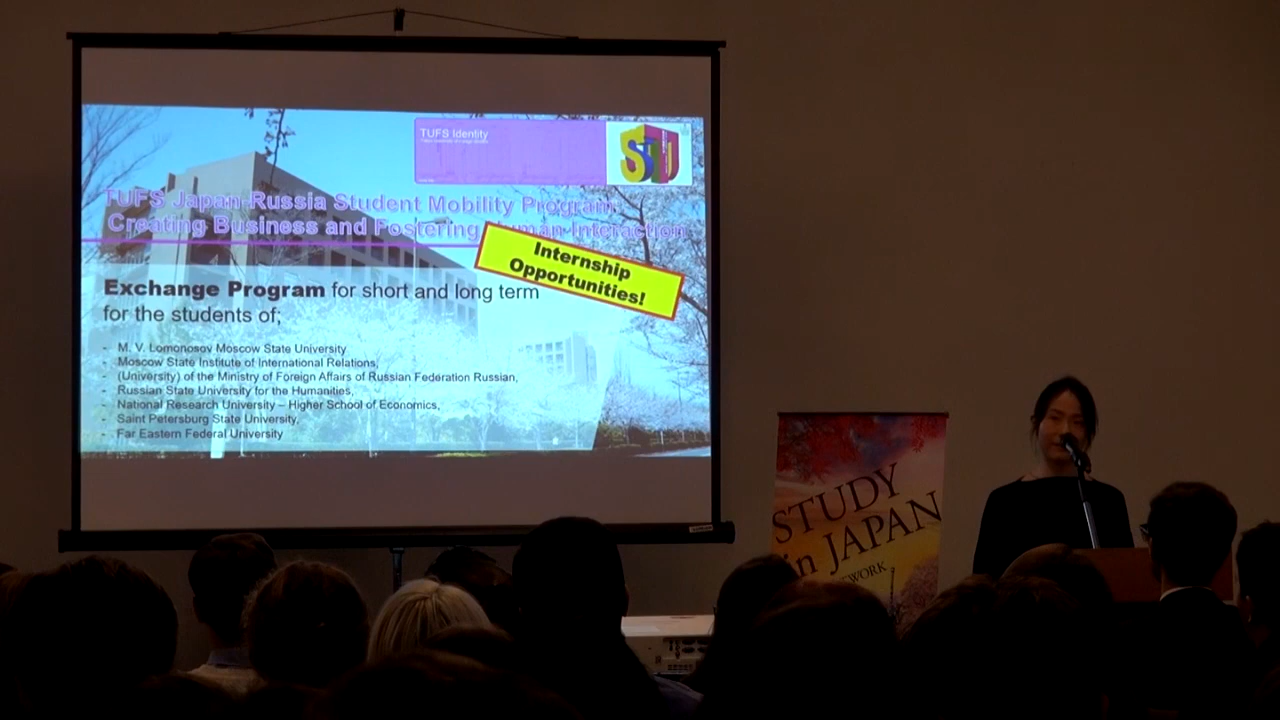 TUFS Identity
STU
TUFS Japan-Russia Student Mobility Program
Creating Business and Fostering Human Interaction
Internship
Opportunities!
Exchange Program for short and long term
for the students of;
- M. V. Lomonosov Moscow State University
- Moscow State Institute of International Relations,
- (University) of the Ministry of Foreign Affairs of Russian Federation Russian,
- Russian State University for the Humanities,
- National Research University – Higher School of Economics,
- Saint Petersburg State University,
- Far Eastern Federal University
STUDY
in JAPAN
WORK